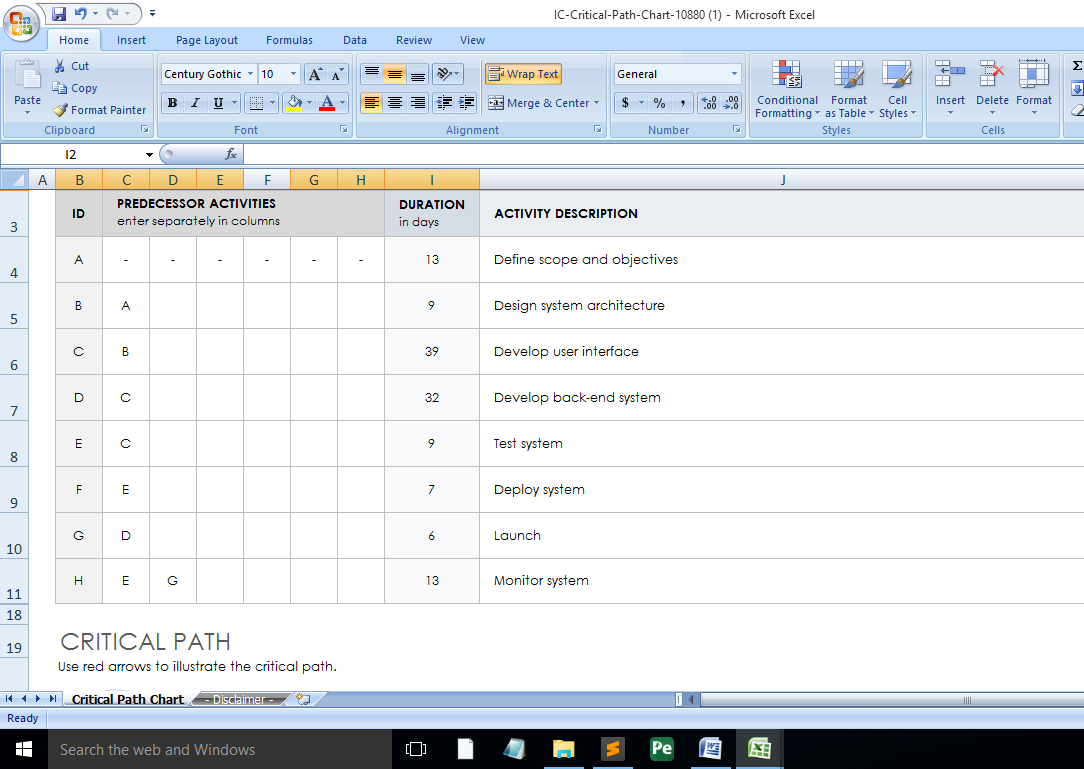 IC-Critical-Path-Chart-10880 (1) - Microsoft Excel
Home Insert Page Layout Formulas Data Review View
Paste Cut
Copy
Format Painter
Clipboard
Century Gothic 10 A A
B I U A
Font
Wrap Text
Merge & Center
Alignment
General
$ % , .00 .00
Number
Conditional Formatting
Format as Table
Cell Styles
Styles
Insert Delete Format
Cells
Σ
I2 fx
A B C D E F G H I J
3 ID PREDECESSOR ACTIVITIES DURATION ACTIVITY DESCRIPTION
enter separately in columns in days
4 A - - - - - - 13 Define scope and objectives
5 B A 9 Design system architecture
6 C B 39 Develop user interface
7 D C 32 Develop back-end system
8 E C 9 Test system
9 F E 7 Deploy system
10 G D 6 Launch
11 H E G 13 Monitor system
18
19 CRITICAL PATH
Use red arrows to illustrate the critical path.
Critical Path Chart - Disclaimer -
Ready
Search the web and Windows
Pe